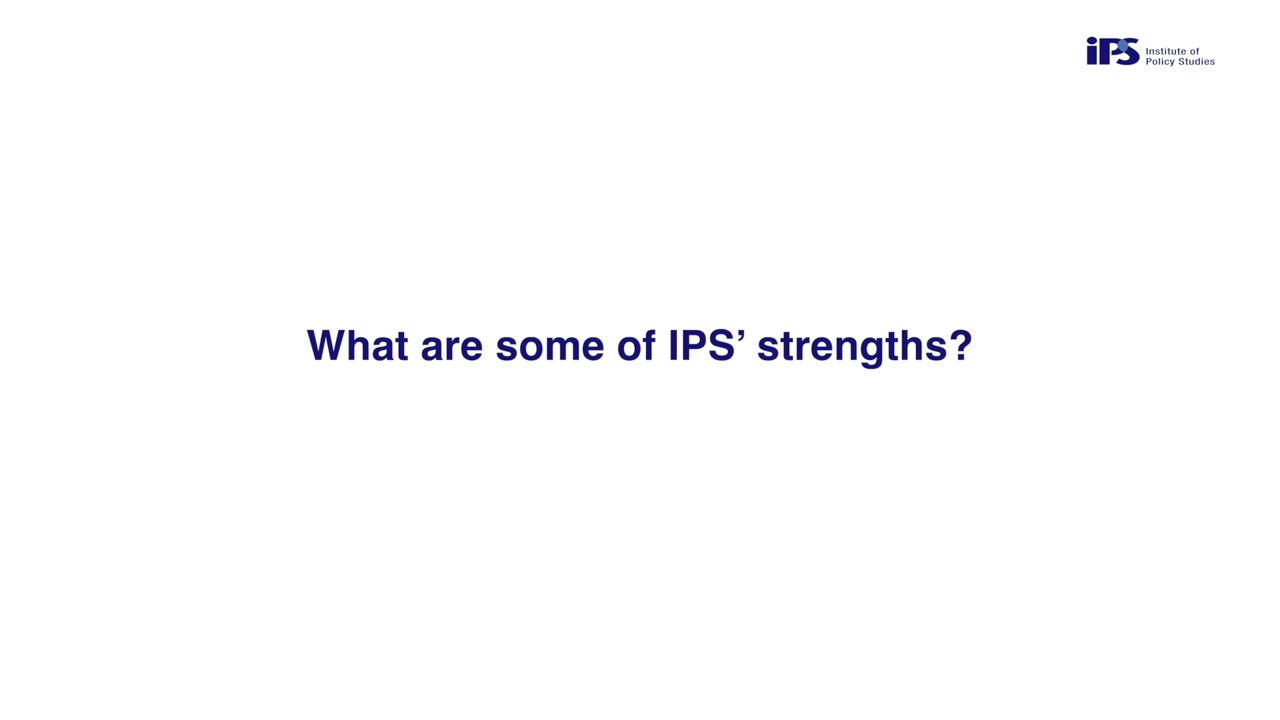 iPS Institute of
Policy Studies
What are some of IPS’ strengths?